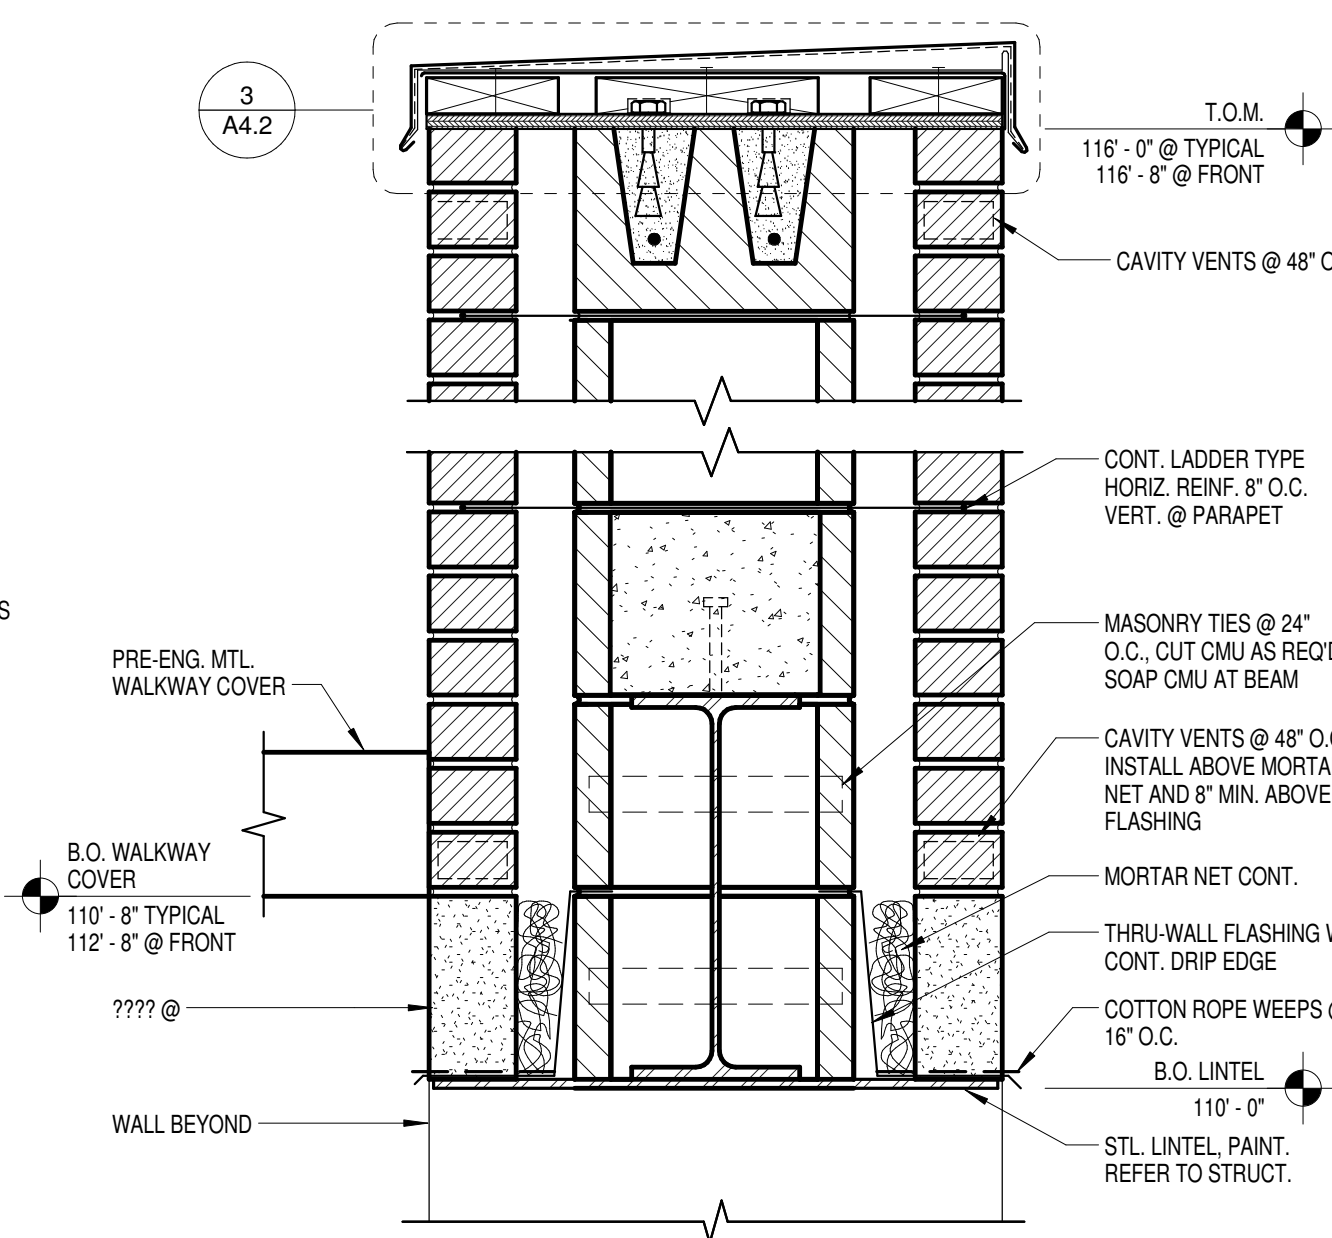 3
A4.2
T.O.M.
116' - 0" @ TYPICAL
116' - 8" @ FRONT
CAVITY VENTS @ 48" O
CONT. LADDER TYPE
HORIZ. REINF. 8" O.C.
VERT. @ PARAPET
S
MASONRY TIES @ 24"
O.C., CUT CMU AS REQ'D
SOAP CMU AT BEAM
PRE-ENG. MTL.
WALKWAY COVER
CAVITY VENTS @ 48" O.C
INSTALL ABOVE MORTA
NET AND 8" MIN. ABOVE
FLASHING
B.O. WALKWAY
COVER
110' - 8" TYPICAL
112' - 8" @ FRONT
MORTAR NET CONT.
THRU-WALL FLASHING W
CONT. DRIP EDGE
???? @
COTTON ROPE WEEPS @
16" O.C.
B.O. LINTEL
110' - 0"
WALL BEYOND
STL. LINTEL, PAINT.
REFER TO STRUCT.